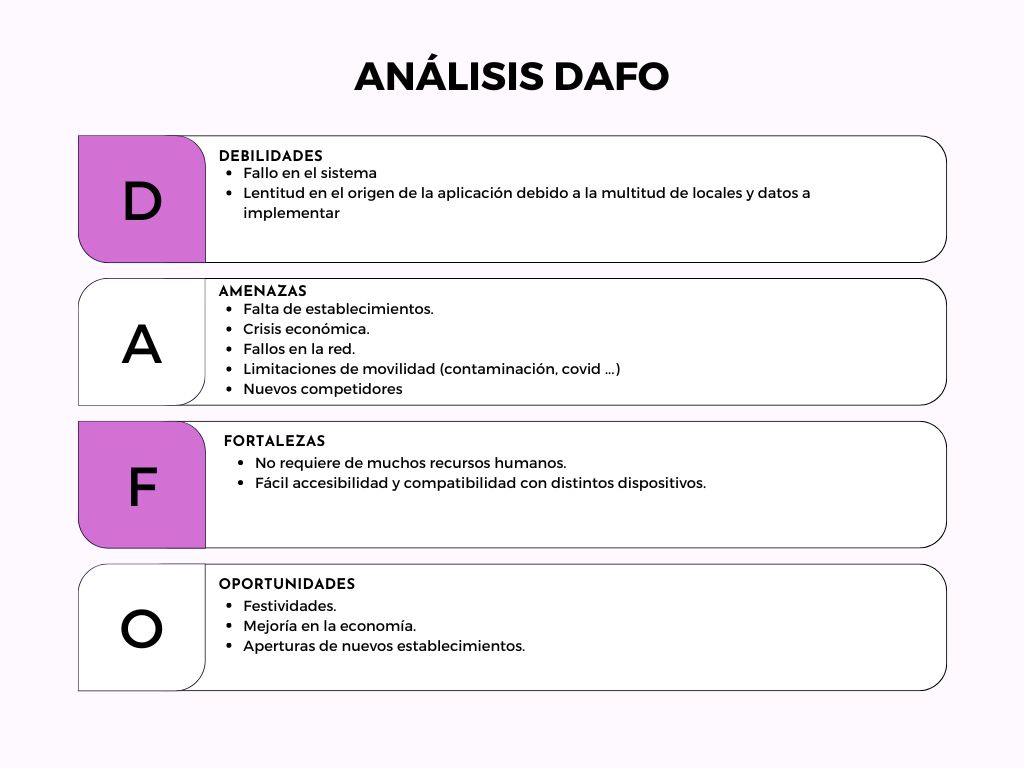 ANÁLISIS DAFO
D
DEBILIDADES
• Fallo en el sistema
• Lentitud en el origen de la aplicación debido a la multitud de locales y datos a
implementar
A
AMENAZAS
• Falta de establecimientos.
• Crisis económica.
• Fallos en la red.
• Limitaciones de movilidad (contaminación, covid ...)
• Nuevos competidores
F
FORTALEZAS
• No requiere de muchos recursos humanos.
• Fácil accesibilidad y compatibilidad con distintos dispositivos.
O
OPORTUNIDADES
• Festividades.
• Mejoría en la economía.
• Aperturas de nuevos establecimientos.